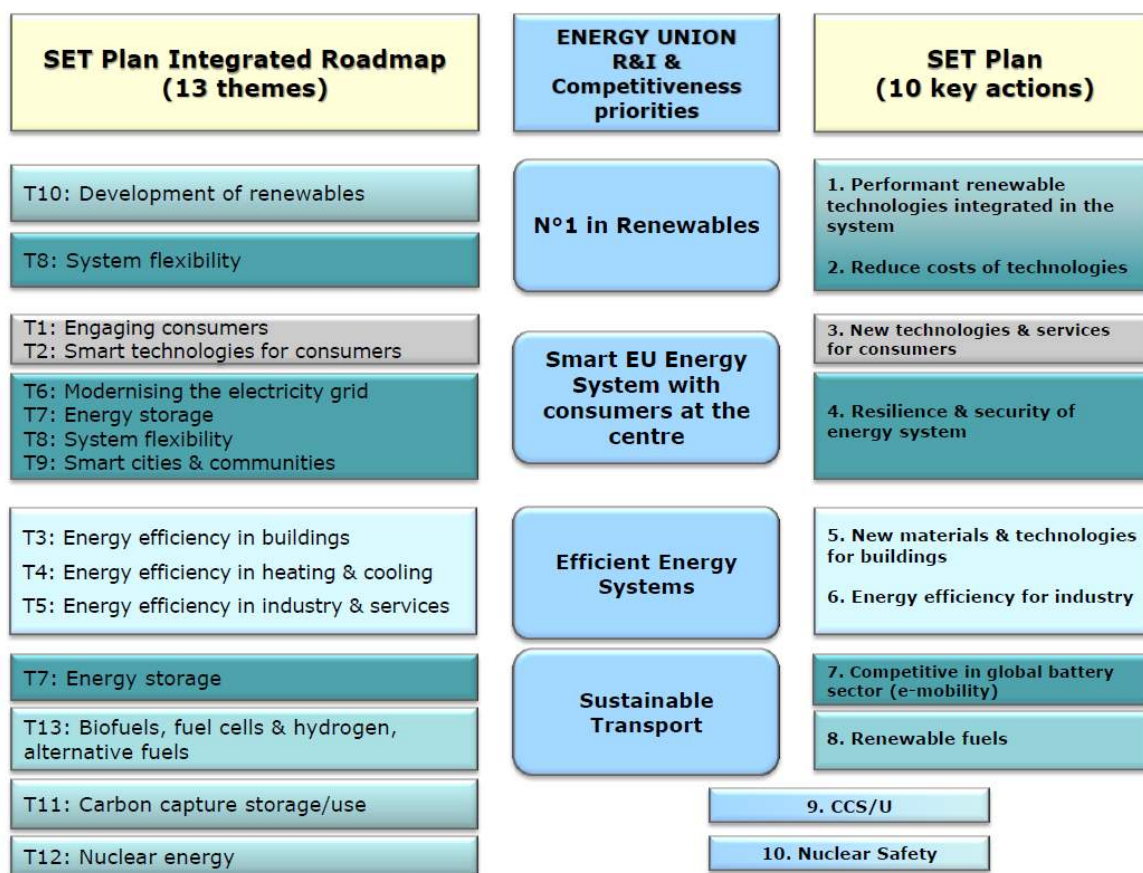 SET Plan Integrated Roadmap
(13 themes)
ENERGY UNION
R&I &
Competitiveness
priorities
SET Plan
(10 key actions)
T10: Development of renewables
T8: System flexibility
N°1 in Renewables
1. Performant renewable
technologies integrated in the
system
2. Reduce costs of technologies
T1: Engaging consumers
T2: Smart technologies for consumers
T6: Modernising the electricity grid
T7: Energy storage
T8: System flexibility
T9: Smart cities & communities
Smart EU Energy
System with
consumers at the
centre
3. New technologies & services
for consumers
4. Resilience & security of
energy system
T3: Energy efficiency in buildings
T4: Energy efficiency in heating & cooling
T5: Energy efficiency in industry & services
Efficient Energy
Systems
5. New materials & technologies
for buildings
6. Energy efficiency for industry
T7: Energy storage
T13: Biofuels, fuel cells & hydrogen,
alternative fuels
Sustainable
Transport
7. Competitive in global battery
sector (e-mobility)
8. Renewable fuels
T11: Carbon capture storage/use
9. CCS/U
T12: Nuclear energy
10. Nuclear Safety